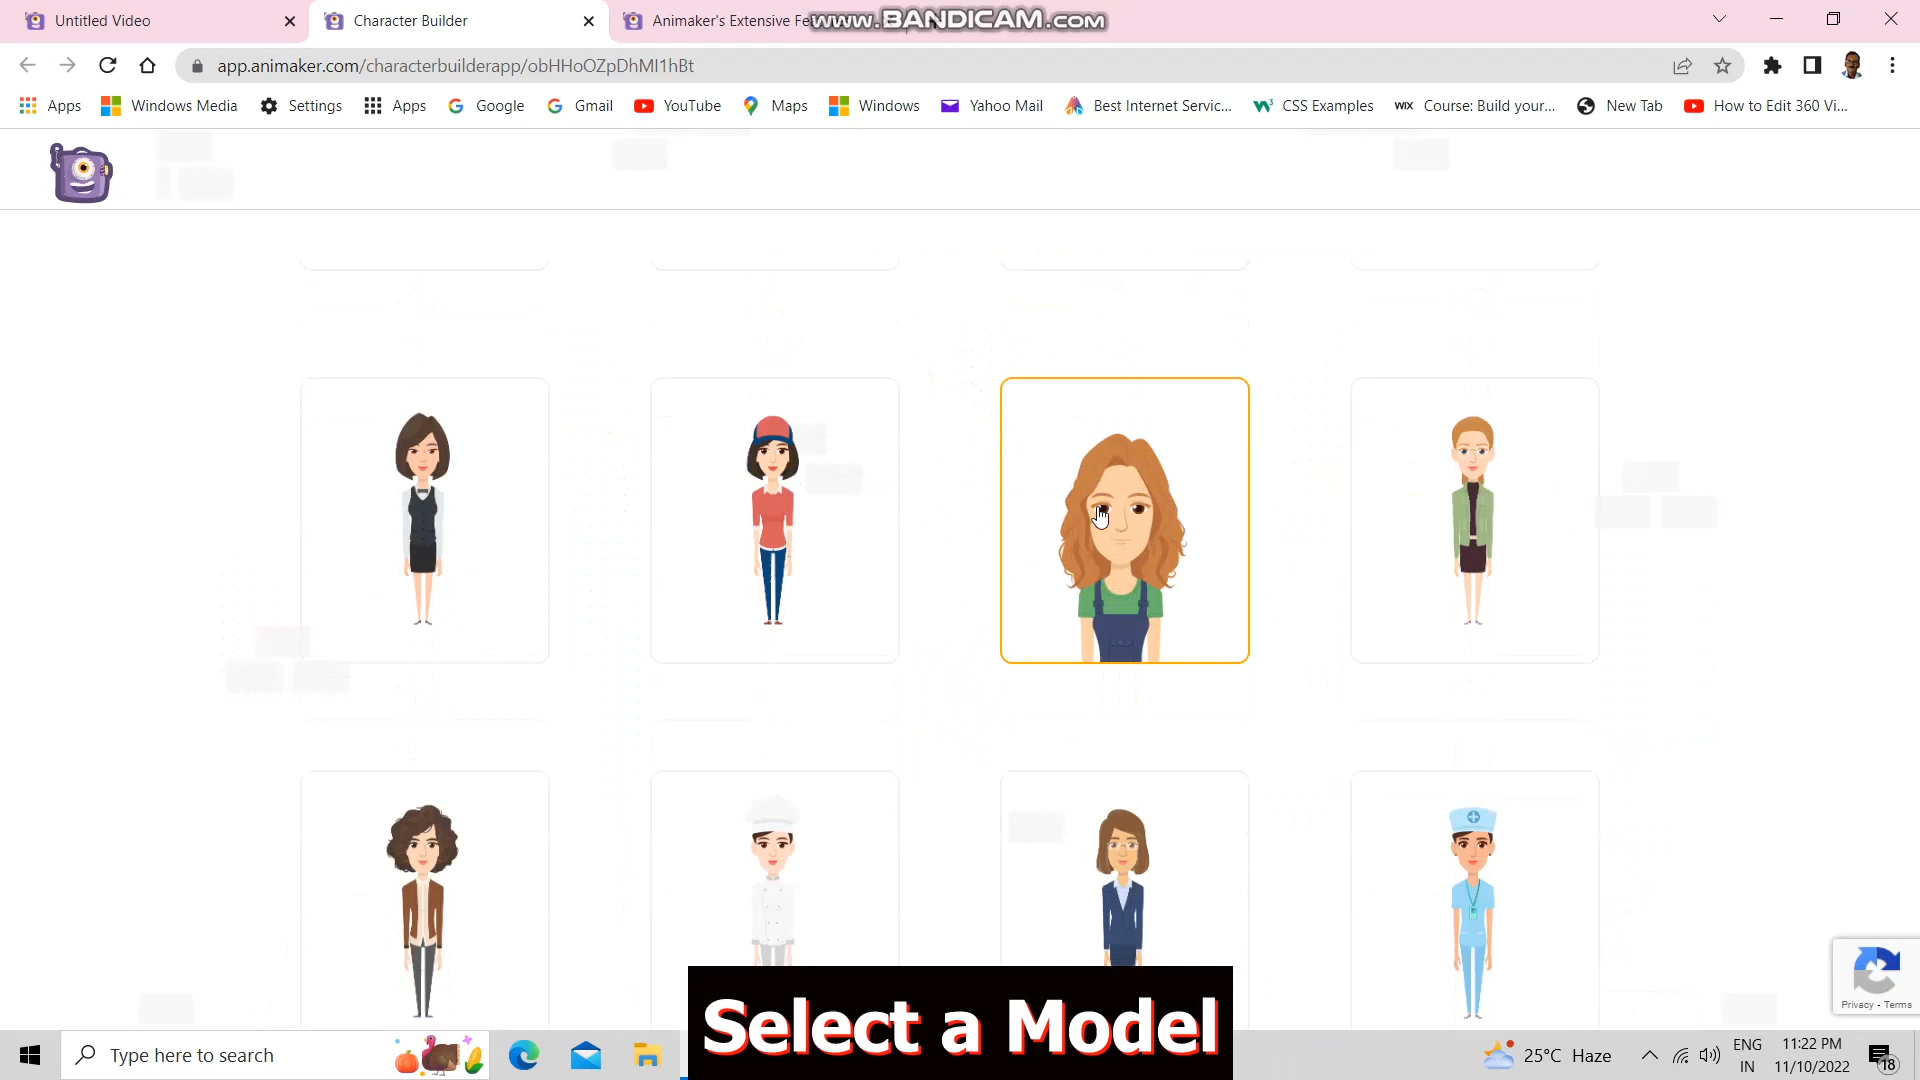 Untitled Video
Character Builder
Animaker's Extensive Fe
www.BANDICAM.com
app.animaker.com/characterbuilderapp/obHHoOZpDhMI1hBt
Apps
Windows Media
Settings
Apps
Google
Gmail
YouTube
Maps
Windows
Yahoo Mail
Best Internet Servic...
CSS Examples
WIX
Course: Build your...
New Tab
How to Edit 360 Vi...
Privacy - Terms
Select a Model
Type here to search
25°C Haze
ENG
IN
11:22 PM
11/10/2022
18